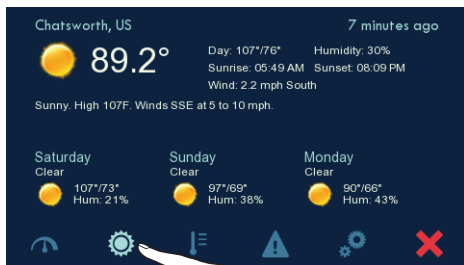 Chatsworth, US 7 minutes ago
89.2°
Day: 107°/76° Humidity: 30%
Sunrise: 05:49 AM Sunset: 08:09 PM
Wind: 2.2 mph South
Sunny. High 107F. Winds SSE at 5 to 10 mph.
Saturday Sunday Monday
Clear Clear Clear
107°/73° 97°/69° 90°/66°
Hum: 21% Hum: 38% Hum: 43%